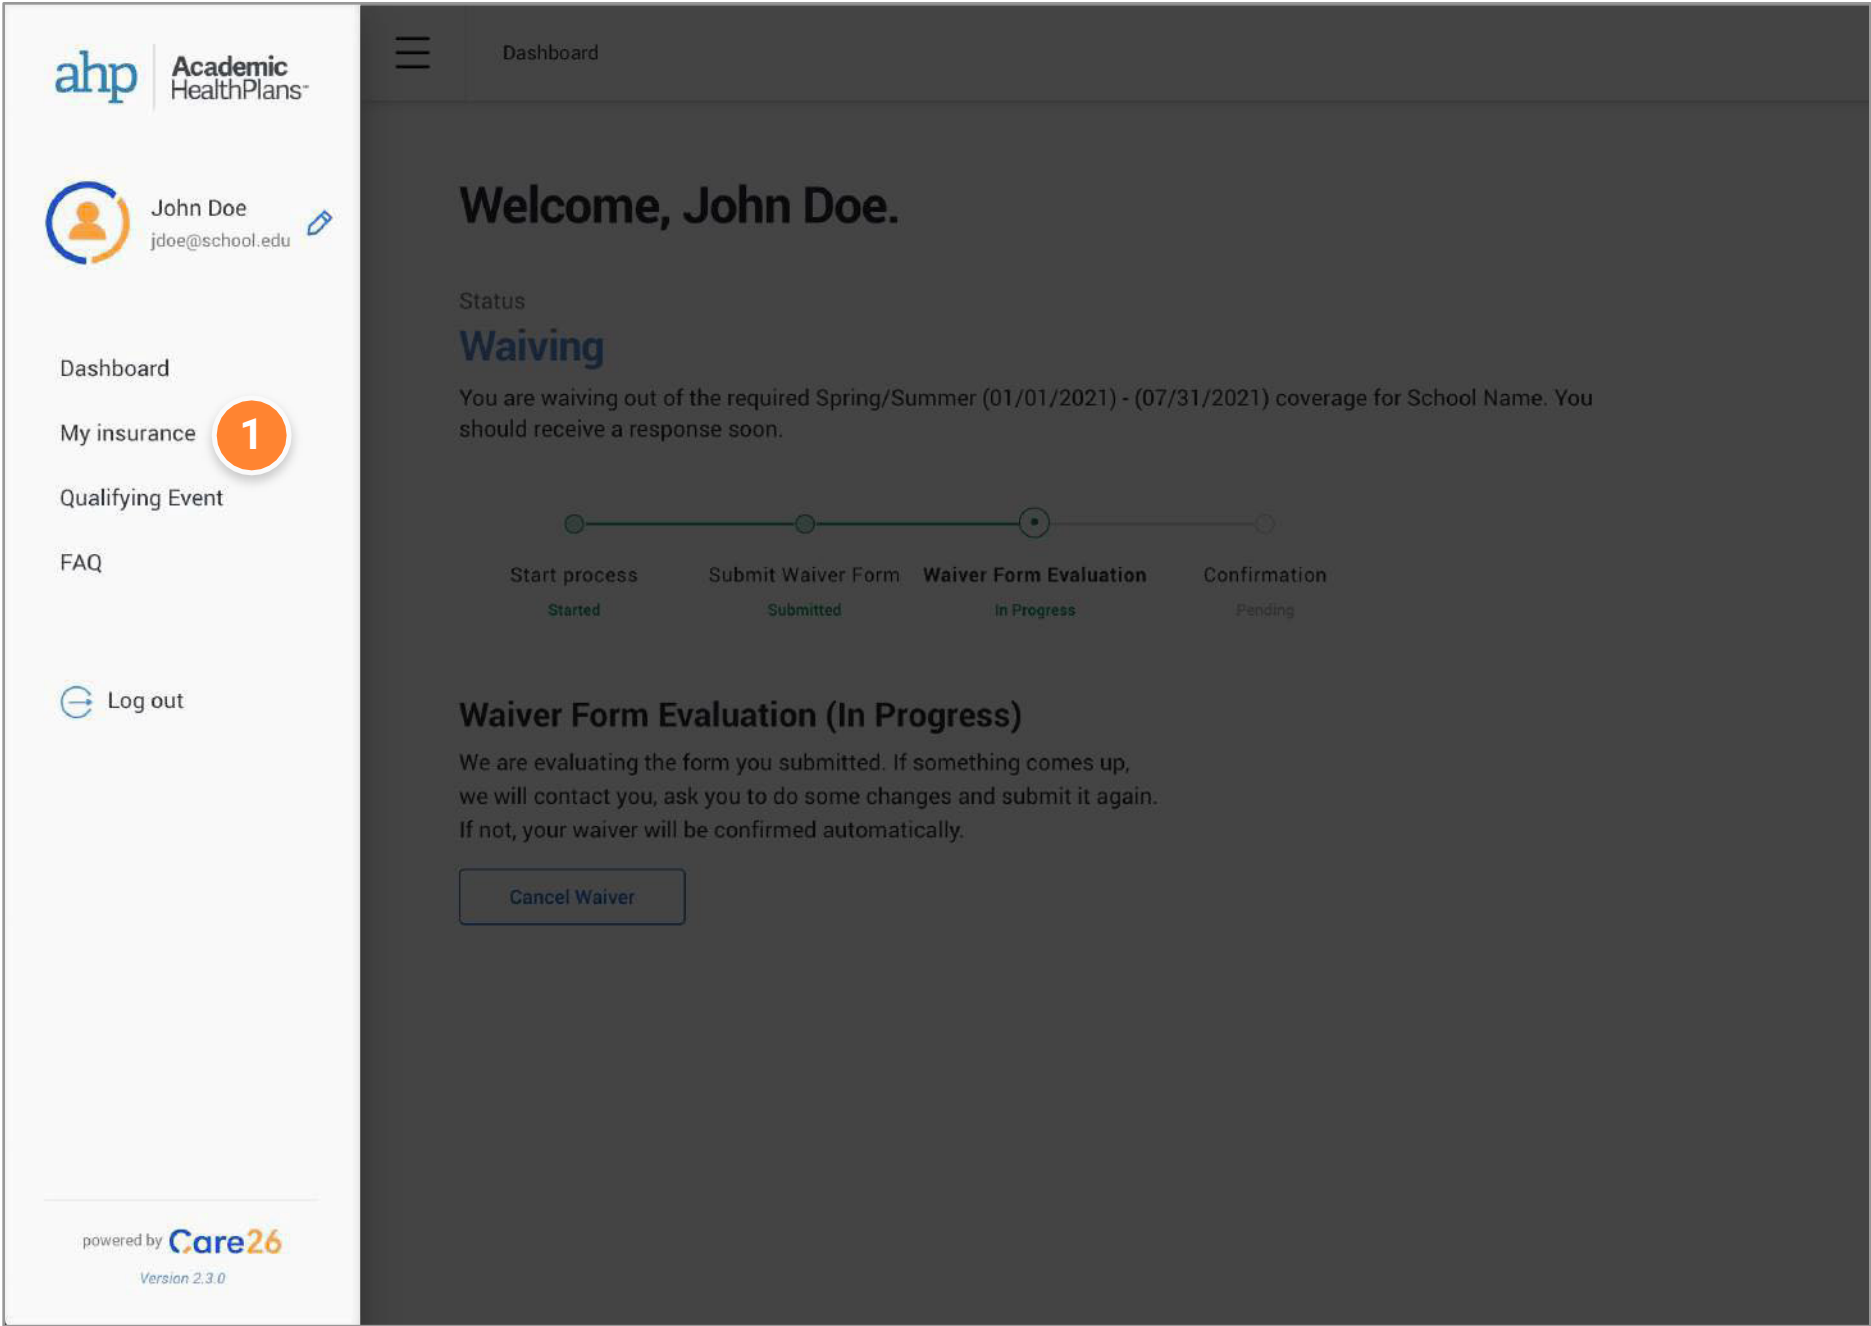 ahp
Academic
HealthPlans
John Doe
jdoe@school.edu
Dashboard
My insurance
1
Qualifying Event
FAQ
Log out
powered by Care26
Version 2.3.0
Dashboard
Welcome, John Doe.
Status
Waiving
You are waiving out of the required Spring/Summer (01/01/2021) - (07/31/2021) coverage for School Name. You
should receive a response soon.
Start process Submit Waiver Form Waiver Form Evaluation Confirmation
Started Submitted In Progress Pending
Waiver Form Evaluation (In Progress)
We are evaluating the form you submitted. If something comes up,
we will contact you, ask you to do some changes and submit it again.
If not, your waiver will be confirmed automatically.
Cancel Waiver